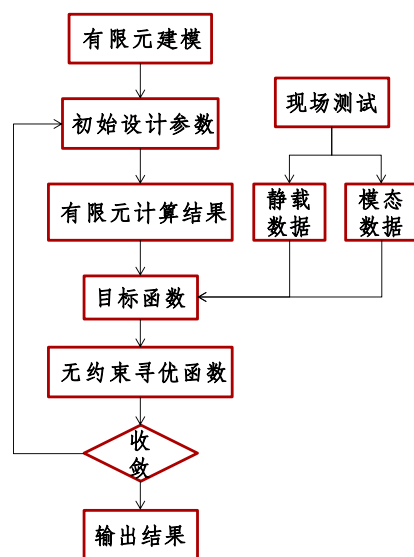 有限元建模
初始设计参数
现场测试
有限元计算结果
静载
数据
模态
数据
目标函数
无约束寻优函数
收
敛
输出结果